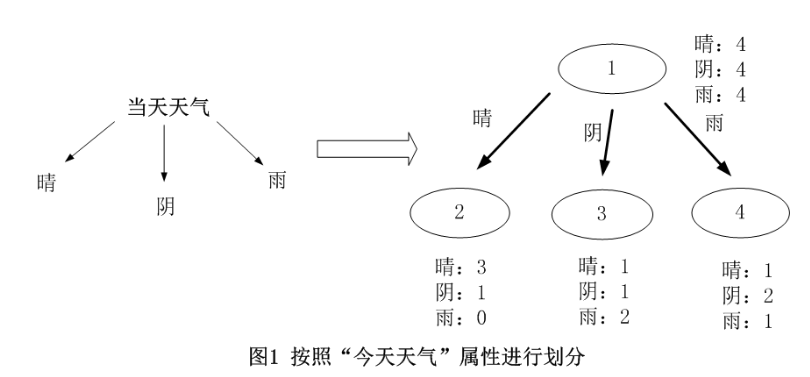 当天天气
晴
阴
雨
1
晴：4
阴：4
雨：4
晴
阴
雨
2
3
4
晴：3
阴：1
雨：0
晴：1
阴：1
雨：2
晴：1
阴：2
雨：1
图1 按照“今天天气”属性进行划分